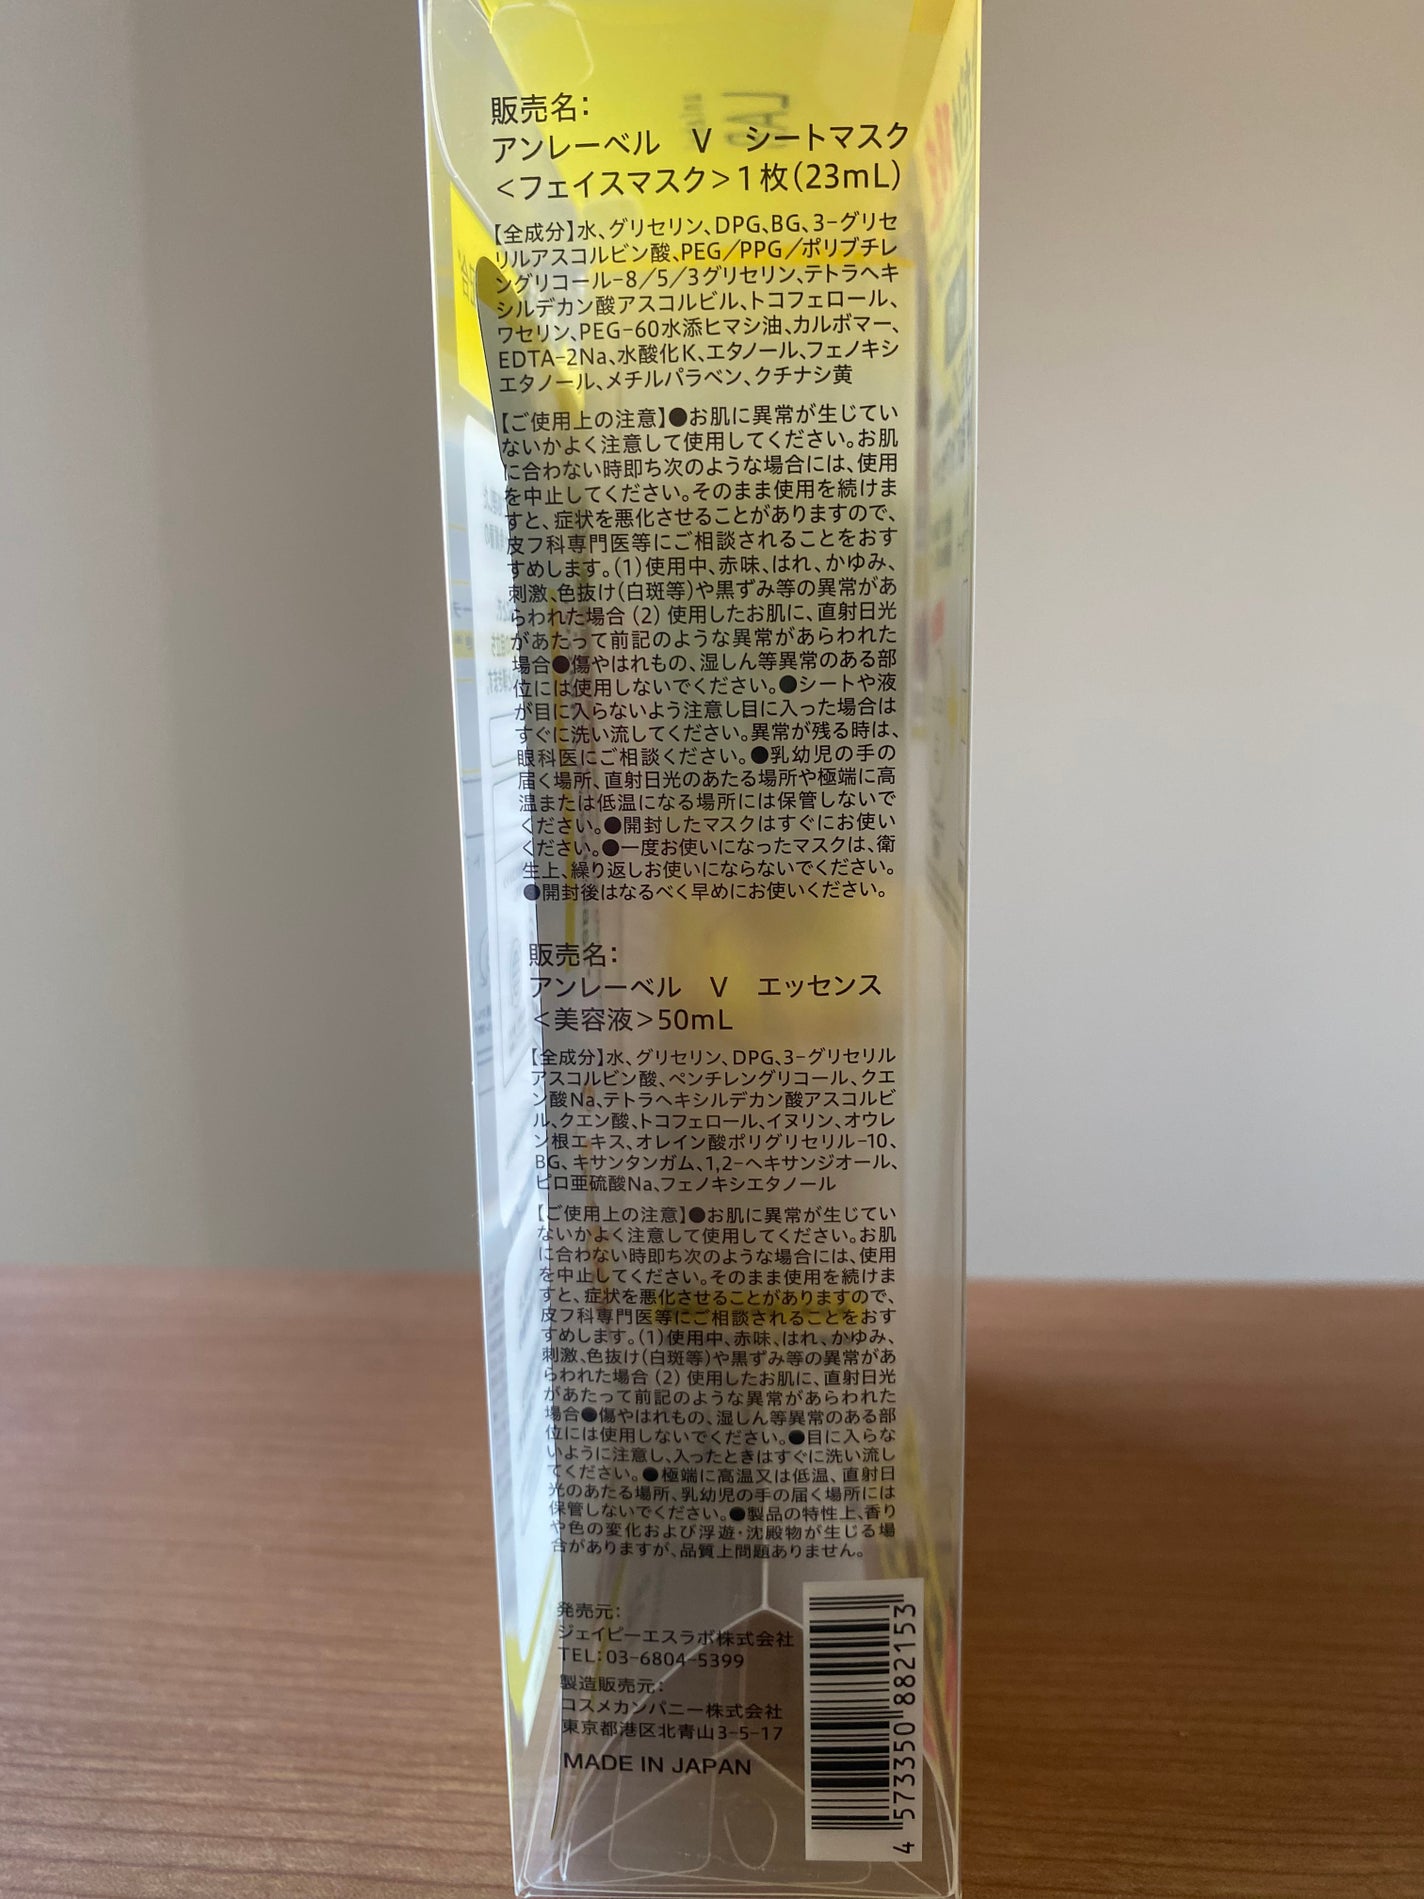 販売名：
アンレーベル　V　シートマスク
＜フェイスマスク＞1枚（23mL）
【全成分】水、グリセリン、DPG、BG、3-グリセ
リルアスコルビン酸、PEG／PPG／ポリブチレ
ングリコール-8／5／3グリセリン、テトラヘキ
シルデカン酸アスコルビル、トコフェロール、
ワセリン、PEG-60水添ヒマシ油、カルボマー、
EDTA-2Na、水酸化K、エタノール、フェノキシ
エタノール、メチルパラベン、クチナシ黄
【ご使用上の注意】●お肌に異常が生じてい
ないかよく注意して使用してください。お肌
に合わない時即ち次のような場合には、使用
を中止してください。そのまま使用を続けま
すと、症状を悪化させることがありますので、
皮フ科専門医等にご相談されることをおす
すめします。（1）使用中、赤味、はれ、かゆみ、
刺激、色抜け（白斑等）や黒ずみ等の異常があ
らわれた場合（2）使用したお肌に、直射日光
があたって前記のような異常があらわれた
場合●傷やはれもの、湿しん等異常のある部
位には使用しないでください。●シートや液
が目に入らないよう注意し目に入った場合は
すぐに洗い流してください。異常が残る時は、
眼科医にご相談ください。●乳幼児の手の
届く場所、直射日光のあたる場所や極端に高
温または低温になる場所には保管しないで
ください。●開封したマスクはすぐにお使い
ください。●一度お使いになったマスクは、衛
生上、繰り返しお使いにならないでください。
●開封後はなるべく早めにお使いください。
販売名：
アンレーベル　V　エッセンス
＜美容液＞50mL
【全成分】水、グリセリン、DPG、3-グリセリル
アスコルビン酸、ペンチレングリコール、クエ
ン酸Na、テトラヘキシルデカン酸アスコルビ
ル、クエン酸、トコフェロール、イヌリン、オウレ
ン根エキス、オレイン酸ポリグリセリル-10、
BG、キサンタンガム、1,2-ヘキサンジオール、
ピロ亜硫酸Na、フェノキシエタノール
【ご使用上の注意】●お肌に異常が生じてい
ないかよく注意して使用してください。お肌
に合わない時即ち次のような場合には、使用
を中止してください。そのまま使用を続けま
すと、症状を悪化させることがありますので、
皮フ科専門医等にご相談されることをおす
すめします。（1）使用中、赤味、はれ、かゆみ、
刺激、色抜け（白斑等）や黒ずみ等の異常があ
らわれた場合（2）使用したお肌に、直射日光
があたって前記のような異常があらわれた
場合●傷やはれもの、湿しん等異常のある部
位には使用しないでください。●目に入らな
いように注意し、入ったときはすぐに洗い流し
てください。●極端に高温又は低温、直射日
光のあたる場所、乳幼児の手の届く場所には
保管しないでください。●製品の特性上、香り
や色の変化および浮遊・沈殿物が生じる場
合がありますが、品質上問題ありません。
発売元：
ジェイピーエスラボ株式会社
TEL：03-6804-5399
製造販売元：
コスメカンパニー株式会社
東京都港区北青山3-5-17
MADE IN JAPAN
4 573350 882153